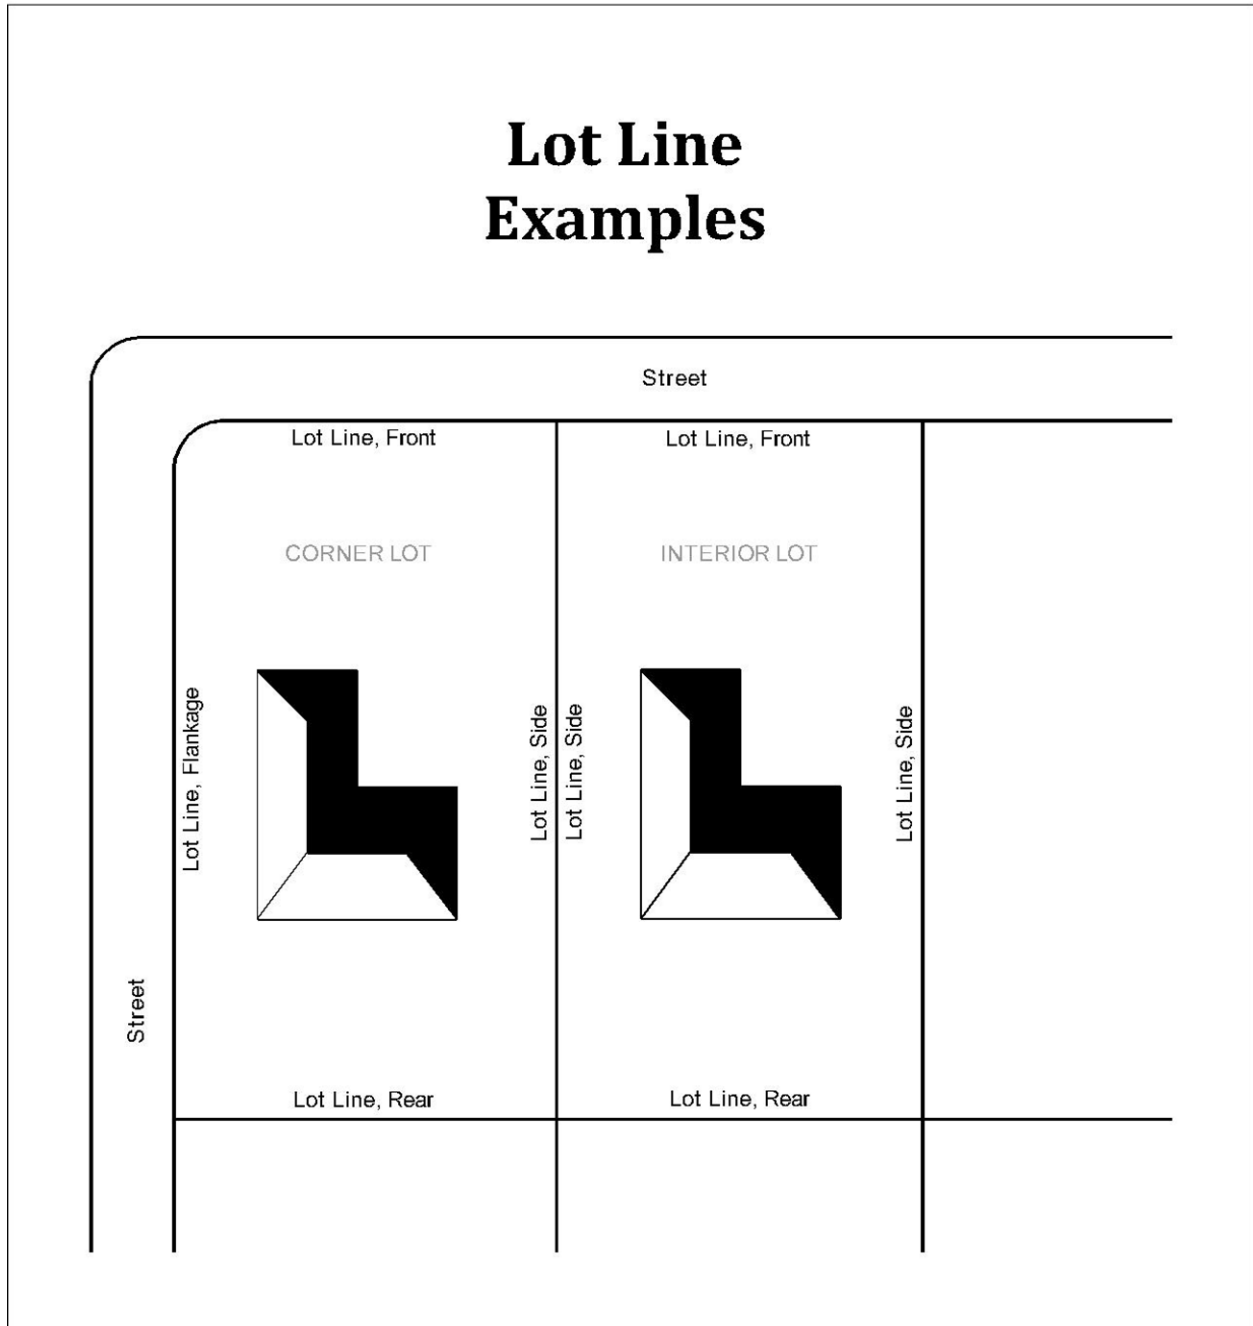 Lot Line
Examples
Street
Lot Line, Front
Lot Line, Front
CORNER LOT
INTERIOR LOT
Lot Line, Flankage
Lot Line, Side
Lot Line, Side
Lot Line, Side
Street
Lot Line, Rear
Lot Line, Rear